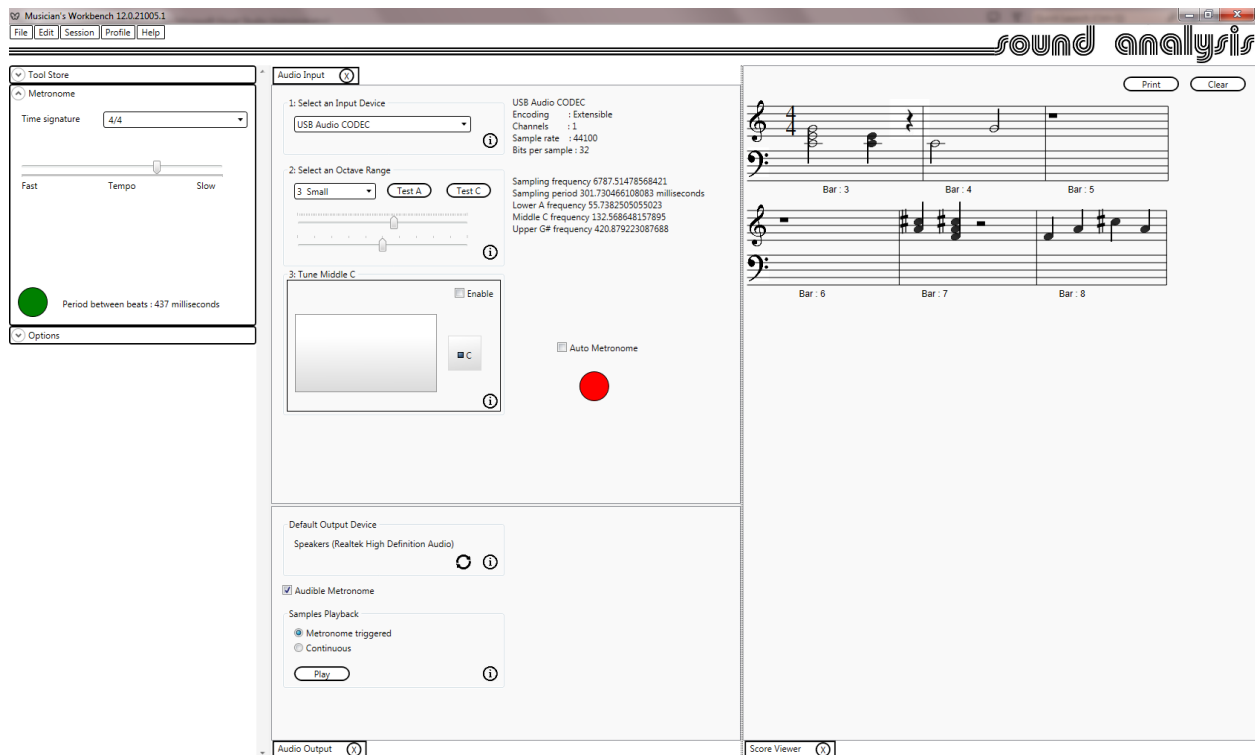 Musician's Workbench 12.0.21005.1
File Edit Session Profile Help
sound analysis
Tool Store
Metronome
Time signature 4/4
Fast Tempo Slow
Period between beats : 437 milliseconds
Options
Audio Input X
1: Select an Input Device
USB Audio CODEC
i
USB Audio CODEC
Encoding : Extensible
Channels : 1
Sample rate : 44100
Bits per sample : 32
2: Select an Octave Range
3 Small Test A Test C
i
Sampling frequency 6787.51478568421
Sampling period 301.730466108083 milliseconds
Lower A frequency 55.7382505055023
Middle C frequency 132.568648157895
Upper G# frequency 420.879223087688
3: Tune Middle C
Enable
C
i
Auto Metronome
Default Output Device
Speakers (Realtek High Definition Audio)
i
Audible Metronome
Samples Playback
Metronome triggered
Continuous
Play
i
Audio Output X
Print Clear
4
4
Bar : 3 Bar : 4 Bar : 5
Bar : 6 Bar : 7 Bar : 8
Score Viewer X